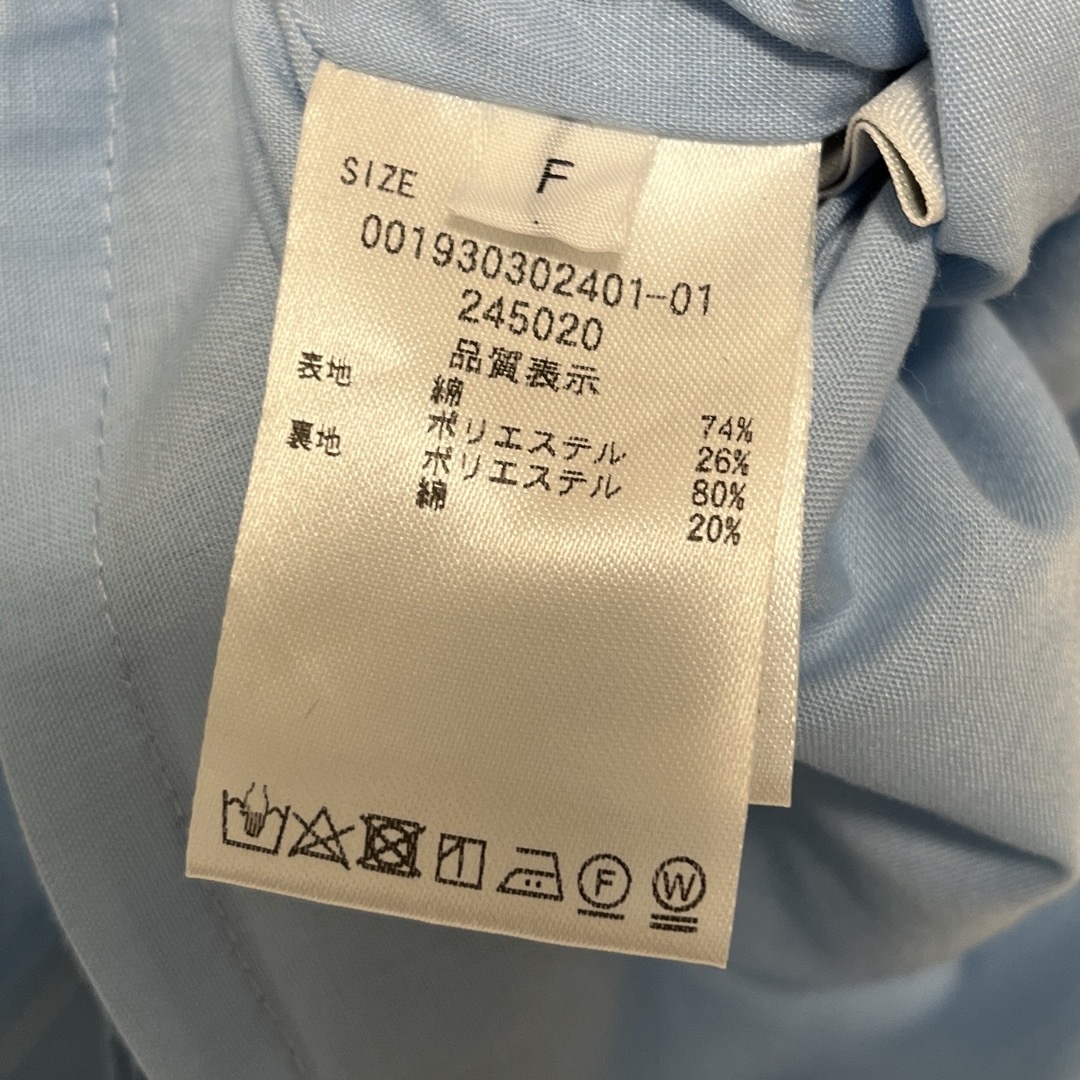 SIZE F
001930302401-01
245020
品質表示
表地 綿 74%
ポリエステル 26%
裏地 ポリエステル 80%
綿 20%
F W